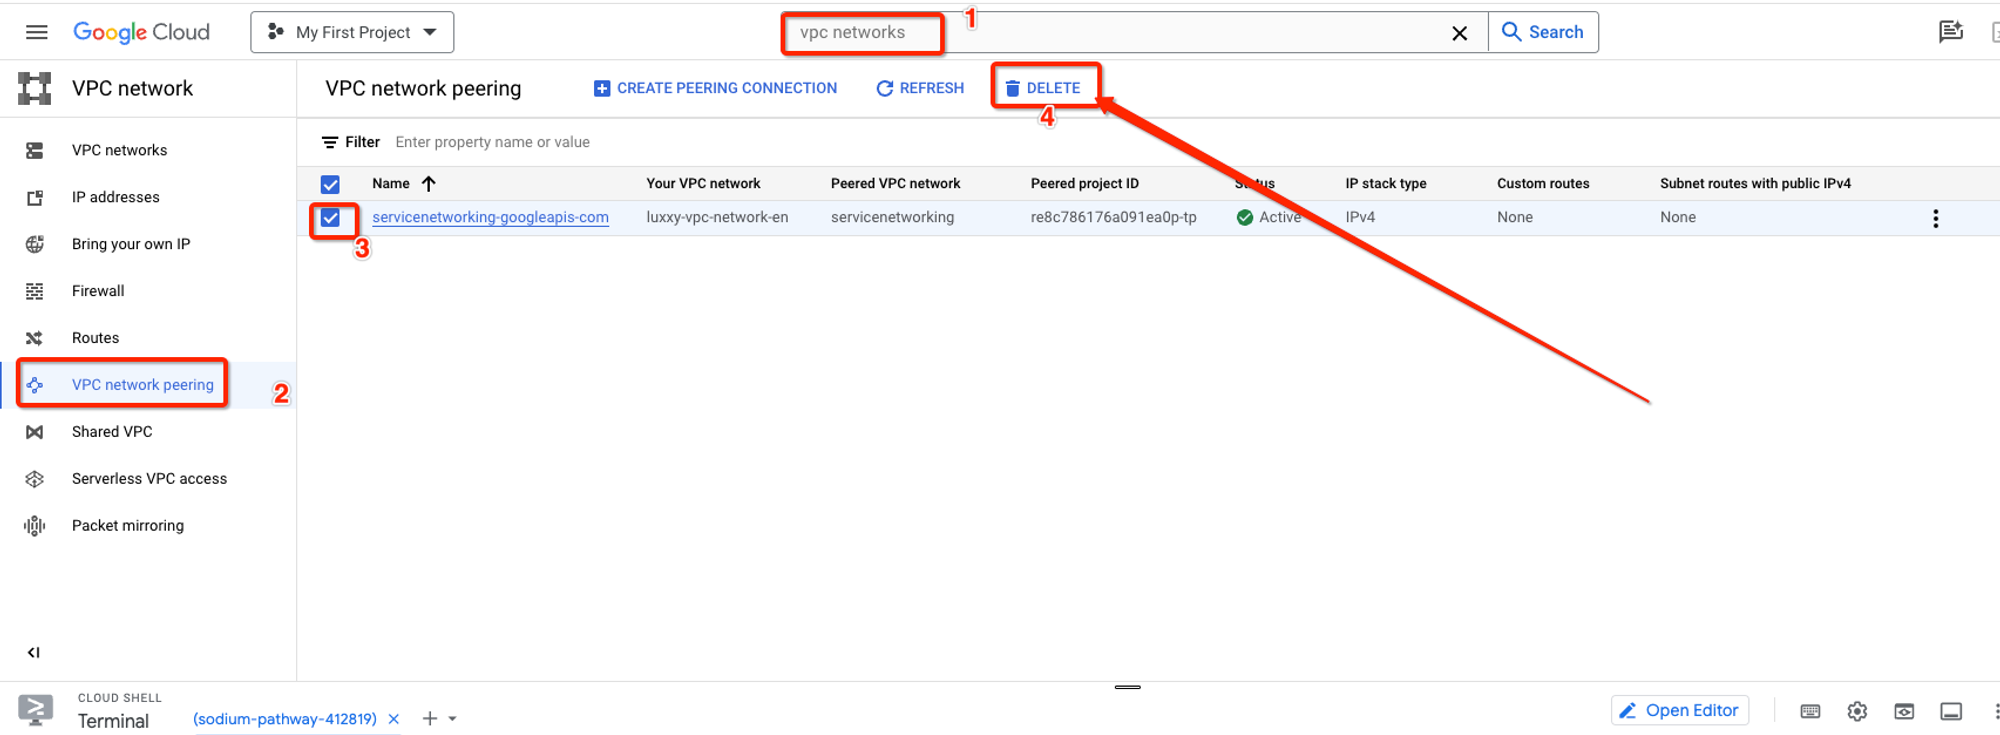 Google Cloud
My First Project
vpc networks
1
Search
VPC network
VPC network peering
CREATE PEERING CONNECTION
REFRESH
DELETE
4
VPC networks
IP addresses
Bring your own IP
Firewall
Routes
VPC network peering
2
Shared VPC
Serverless VPC access
Packet mirroring
Filter
Enter property name or value
Name
Your VPC network
Peered VPC network
Peered project ID
Status
IP stack type
Custom routes
Subnet routes with public IPv4
servicenetworking-googleapis-com
luxxy-vpc-network-en
servicenetworking
re8c786176a091ea0p-tp
Active
IPv4
None
None
3
CLOUD SHELL
Terminal
(sodium-pathway-412819)
Open Editor